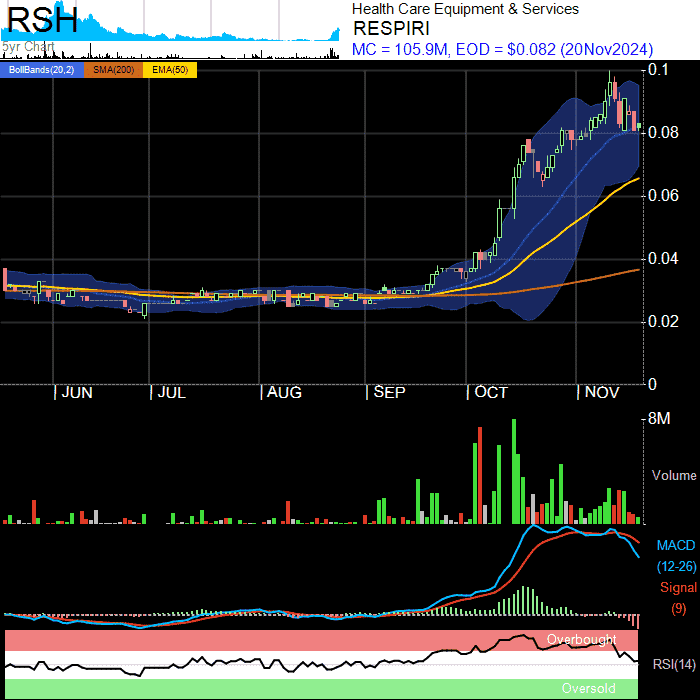 RSH
5yr Chart
Health Care Equipment & Services
RESPIRI
MC = 105.9M, EOD = $0.082 (20Nov2024)
BollBands(20,2) SMA(200) EMA(50)
0.1
0.08
0.06
0.04
0.02
0
JUN JUL AUG SEP OCT NOV
8M
Volume
MACD
(12-26)
Signal
(9)
Overbought
RSI(14)
Oversold